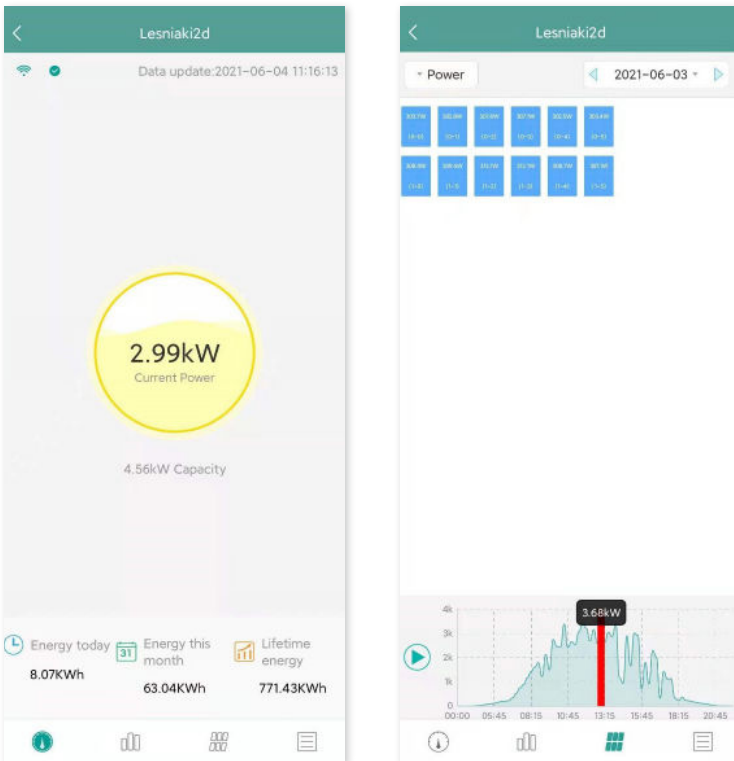 Lesniaki2d
Data update:2021-06-04 11:16:13
2.99kW
Current Power
4.56kW Capacity
Energy today
8.07KWh
31
Energy this
month
63.04KWh
Lifetime
energy
771.43KWh
Lesniaki2d
Power
2021-06-03
4k
3k
2k
1k
0
3.68kW
00:00 05:45 08:15 10:45 13:15 15:45 18:15 20:45